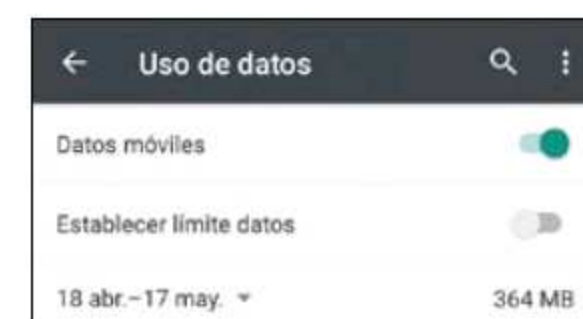 Uso de datos
Datos móviles
Establecer límite datos
18 abr.–17 may. 364 MB